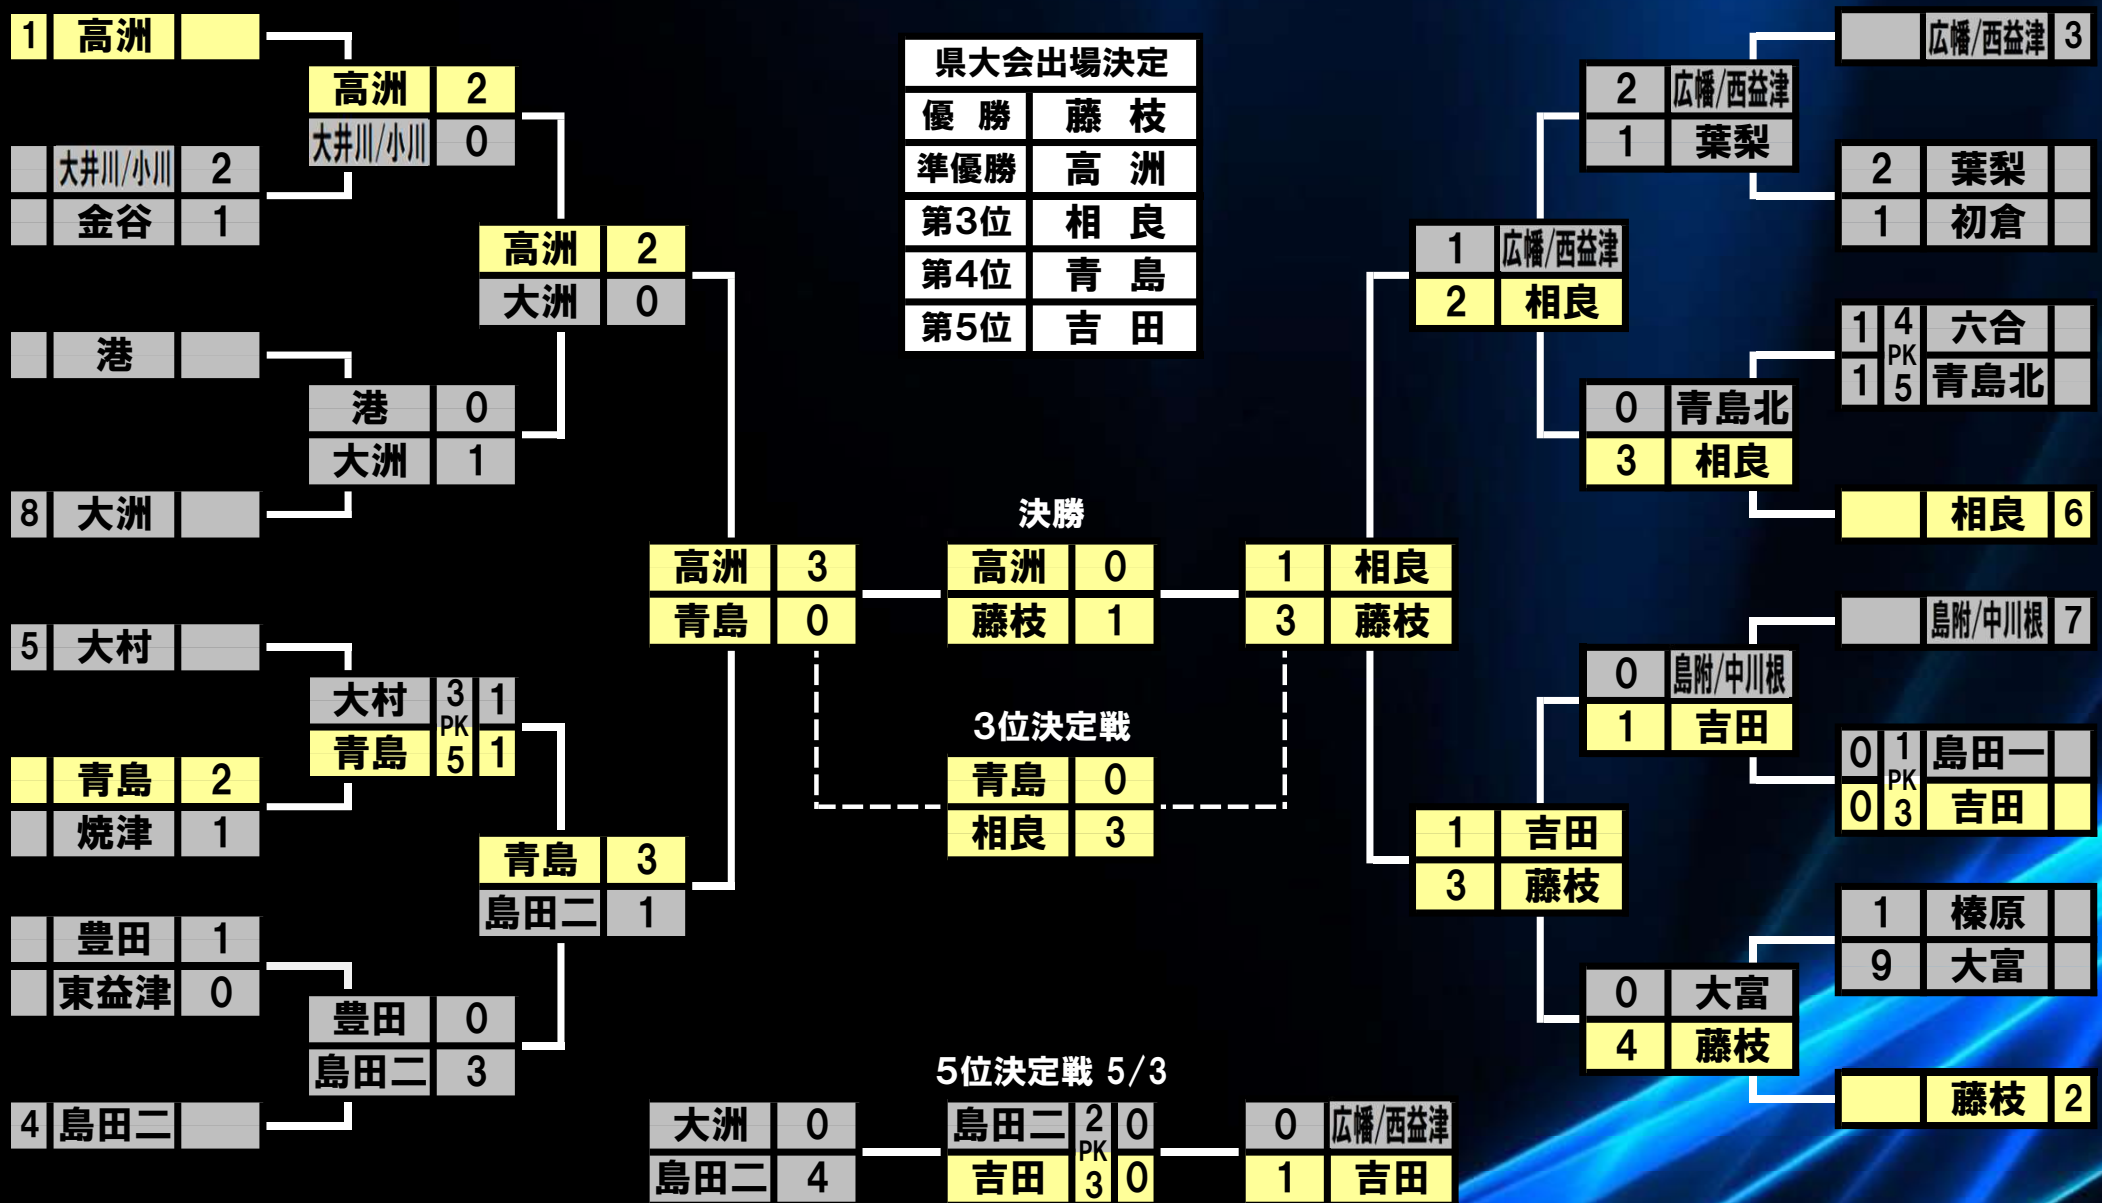 県大会出場決定
優 勝 藤 枝
準優勝 高 洲
第3位 相 良
第4位 青 島
第5位 吉 田
1 高洲
大井川/小川 2
金谷 1
港
8 大洲
5 大村
青島 2
焼津 1
豊田 1
東益津 0
4 島田二
高洲 2
大井川/小川 0
港 0
大洲 1
大村 3 1
PK
青島 5 1
豊田 0
島田二 3
高洲 2
大洲 0
青島 3
島田二 1
高洲 3
青島 0
決勝
高洲 0
藤枝 1
3位決定戦
青島 0
相良 3
1 相良
3 藤枝
1 広幡/西益津
2 相良
1 吉田
3 藤枝
2 広幡/西益津
1 葉梨
0 青島北
3 相良
0 島附/中川根
1 吉田
0 大富
4 藤枝
広幡/西益津 3
2 葉梨
1 初倉
1 4 六合
PK
1 5 青島北
相良 6
島附/中川根 7
0 1 島田一
PK
0 3 吉田
1 榛原
9 大富
藤枝 2
5位決定戦 5/3
大洲 0
島田二 4
島田二 2 0
PK
吉田 3 0
0 広幡/西益津
1 吉田